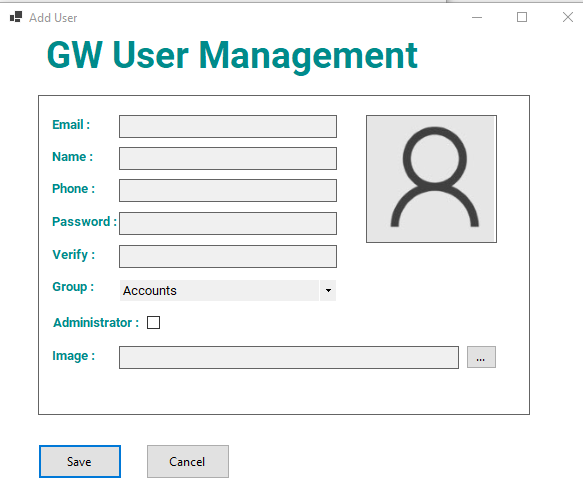 Add User
GW User Management
Email :
Name :
Phone :
Password :
Verify :
Group :
Accounts
Administrator :
Image :
...
Save
Cancel